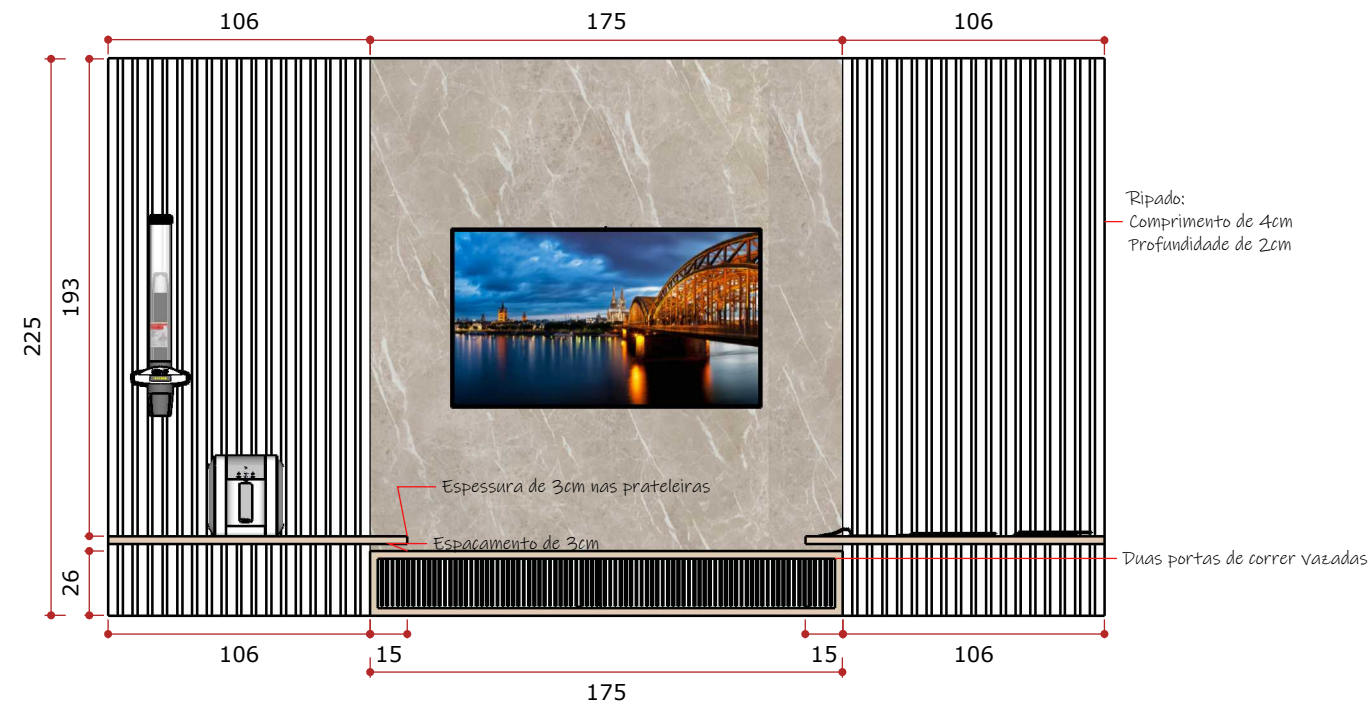 106
175
106
225
193
Ripado:
Comprimento de 4cm
Profundidade de 2cm
Espessura de 3cm nas prateleiras
Espaçamento de 3cm
Duas portas de correr vazadas
26
106
15
15
106
175